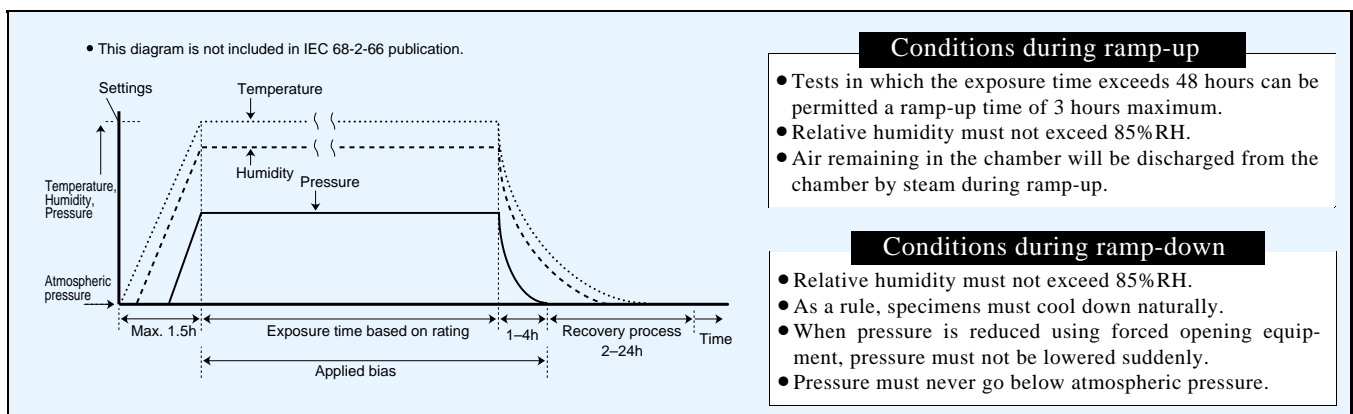 ● This diagram is not included in IEC 68-2-66 publication.
Settings
Temperature
Humidity
Pressure
Temperature,
Humidity,
Pressure
Atmospheric
pressure
Max. 1.5h
Exposure time based on rating
1–4h
Recovery process
2–24h
Time
Applied bias
Conditions during ramp-up
● Tests in which the exposure time exceeds 48 hours can be
permitted a ramp-up time of 3 hours maximum.
● Relative humidity must not exceed 85%RH.
● Air remaining in the chamber will be discharged from the
chamber by steam during ramp-up.
Conditions during ramp-down
● Relative humidity must not exceed 85%RH.
● As a rule, specimens must cool down naturally.
● When pressure is reduced using forced opening equip-
ment, pressure must not be lowered suddenly.
● Pressure must never go below atmospheric pressure.